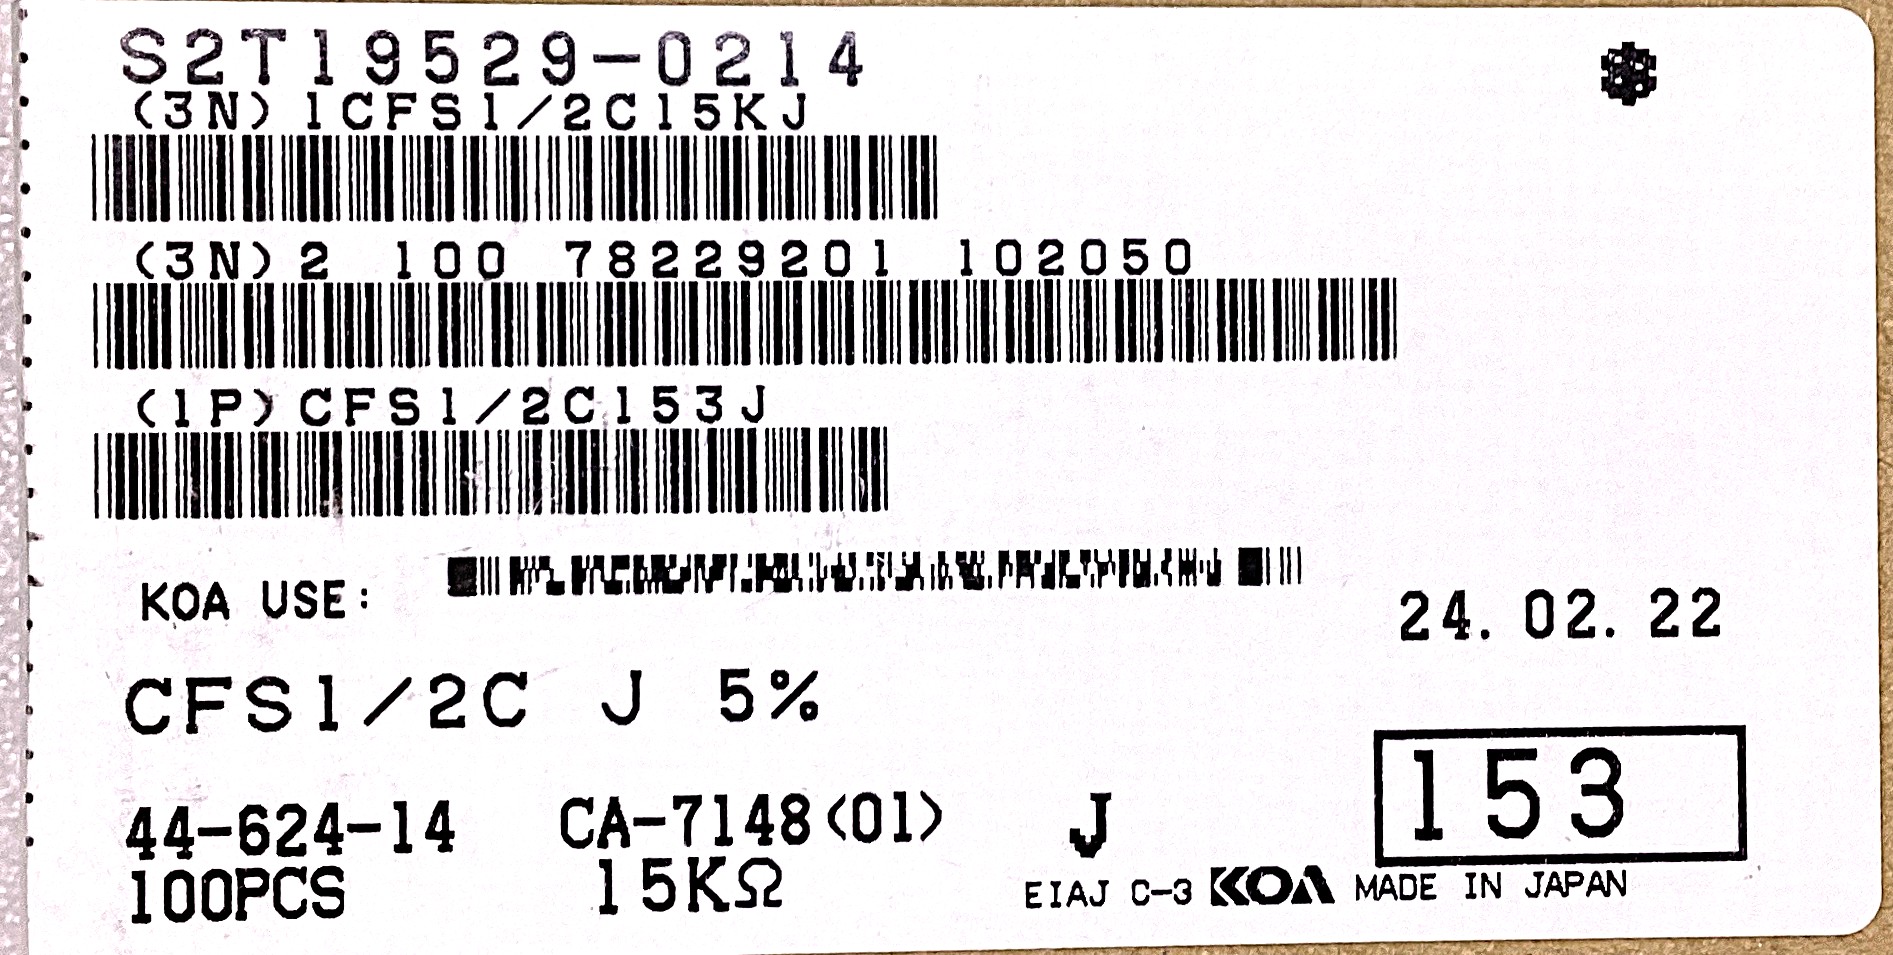 S2T19529-0214
(3N)1CFS1/2C15KJ
(3N)2 100 78229201 102050
(1P)CFS1/2C153J
KOA USE:
24. 02. 22
CFS1/2C J 5%
153
44-624-14 CA-7148(01) J
100PCS 15KΩ
EIAJ C-3 KOA MADE IN JAPAN